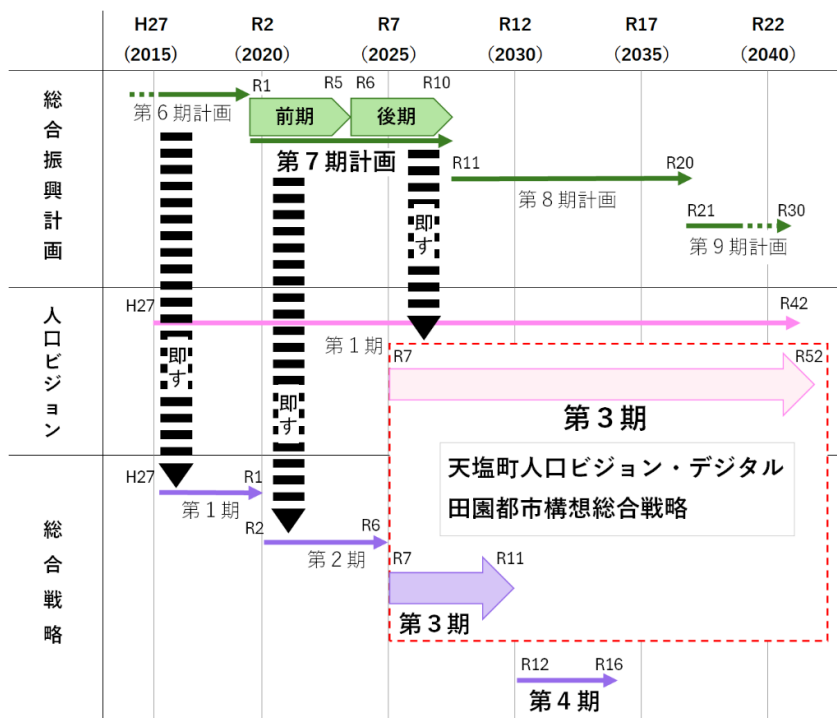 H27 R2 R7 R12 R17 R22
(2015) (2020) (2025) (2030) (2035) (2040)
総合振興計画
R1 R5 R6 R10
第6期計画
前期 後期
第7期計画
R11 R20
第8期計画
即す
R21 R30
第9期計画
人口ビジョン
H27 R42
第1期
即す
R7 R52
第3期
即す
天塩町人口ビジョン・デジタル
田園都市構想総合戦略
総合戦略
H27 R1
第1期
R2 R6
第2期
R7 R11
第3期
R12 R16
第4期